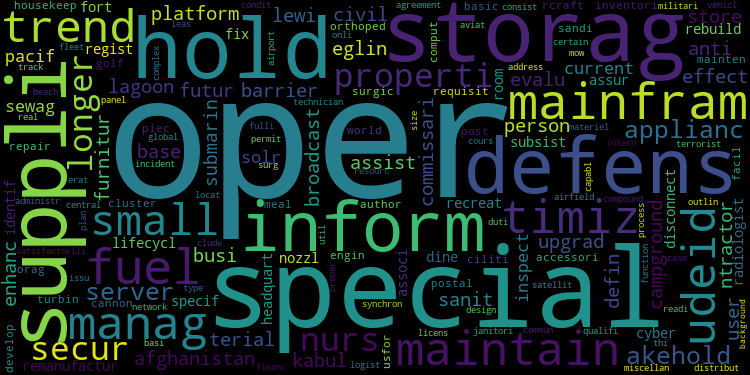 housekeep
fort
platform
lewi
civil
agreement
basic
rcraft
inventori
militari
vehicl
leas
condit
orthoped
consist
sandi
store
trend
hold
storag
pacif
regist
fleet
complex
airport
onli
fix
eglin
comput
certain
mow
mainten
anti
rebuild
track
golf
lagoon
futur
barrier
properti
evalu
current
address
assur
effect
suppli
longer
beach
surgic
requisit
room
mainfram
sewag
panel
real
technician
oper
size
person
post
applianc
furnitur
submarin
broadcast
commissari
repair
piec
global
fulli
world
base
permit
solr
assist
subsist
cours
materiel
defens
incident
surg
resourc
intern
terrorist
facil
administr
erat
locat
capabl
airfield
compound
identif
central
cluster
meal
author
recreat
small
inform
timiz
udeid
outlin
plan
duti
disconnect
radiologist
ntractor
satisfactorili
lifecycl
clude
util
upgrad
process
campground
case
enhanc
orag
busi
nozzl
engin
dine
ciliti
accessori
issu
fuel
headquart
associ
inspect
defin
function
turbin
server
type
prepar
postal
satellit
special
readi
user
cannon
specif
sanit
network
synchron
design
cyber
akehold
background
manag
basi
terial
nurs
licens
janitori
qualifi
thi
develop
secur
afghanistan
kabul
usfor
maintain
commun
miscellan
remanufactur
financ
logist
distribut